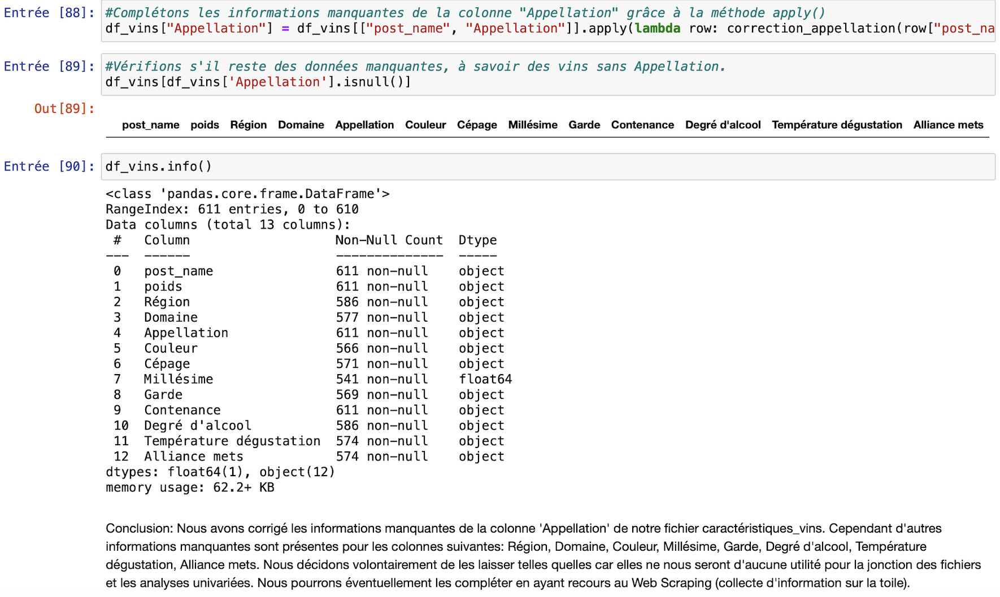 Entrée [88]: #Complétons les informations manquantes de la colonne "Appellation" grâce à la méthode apply()
df_vins["Appellation"] = df_vins[["post_name", "Appellation"]].apply(lambda row: correction_appellation(row["post_na
Entrée [89]: #Vérifions s'il reste des données manquantes, à savoir des vins sans Appellation.
df_vins[df_vins['Appellation'].isnull()]
Out[89]:
post_name poids Région Domaine Appellation Couleur Cépage Millésime Garde Contenance Degré d'alcool Température dégustation Alliance mets
Entrée [90]: df_vins.info()
<class 'pandas.core.frame.DataFrame'>
RangeIndex: 611 entries, 0 to 610
Data columns (total 13 columns):
 #   Column                   Non-Null Count  Dtype
---  ------                   --------------  -----
 0   post_name                611 non-null    object
 1   poids                    611 non-null    object
 2   Région                   586 non-null    object
 3   Domaine                  577 non-null    object
 4   Appellation              611 non-null    object
 5   Couleur                  566 non-null    object
 6   Cépage                   571 non-null    object
 7   Millésime                541 non-null    float64
 8   Garde                    569 non-null    object
 9   Contenance               611 non-null    object
 10  Degré d'alcool           586 non-null    object
 11  Température dégustation  574 non-null    object
 12  Alliance mets            574 non-null    object
dtypes: float64(1), object(12)
memory usage: 62.2+ KB
Conclusion: Nous avons corrigé les informations manquantes de la colonne 'Appellation' de notre fichier caractéristiques_vins. Cependant d'autres
informations manquantes sont présentes pour les colonnes suivantes: Région, Domaine, Couleur, Millésime, Garde, Degré d'alcool, Température
dégustation, Alliance mets. Nous décidons volontairement de les laisser telles quelles car elles ne nous seront d'aucune utilité pour la jonction des fichiers
et les analyses univariées. Nous pourrons éventuellement les compléter en ayant recours au Web Scraping (collecte d'information sur la toile).